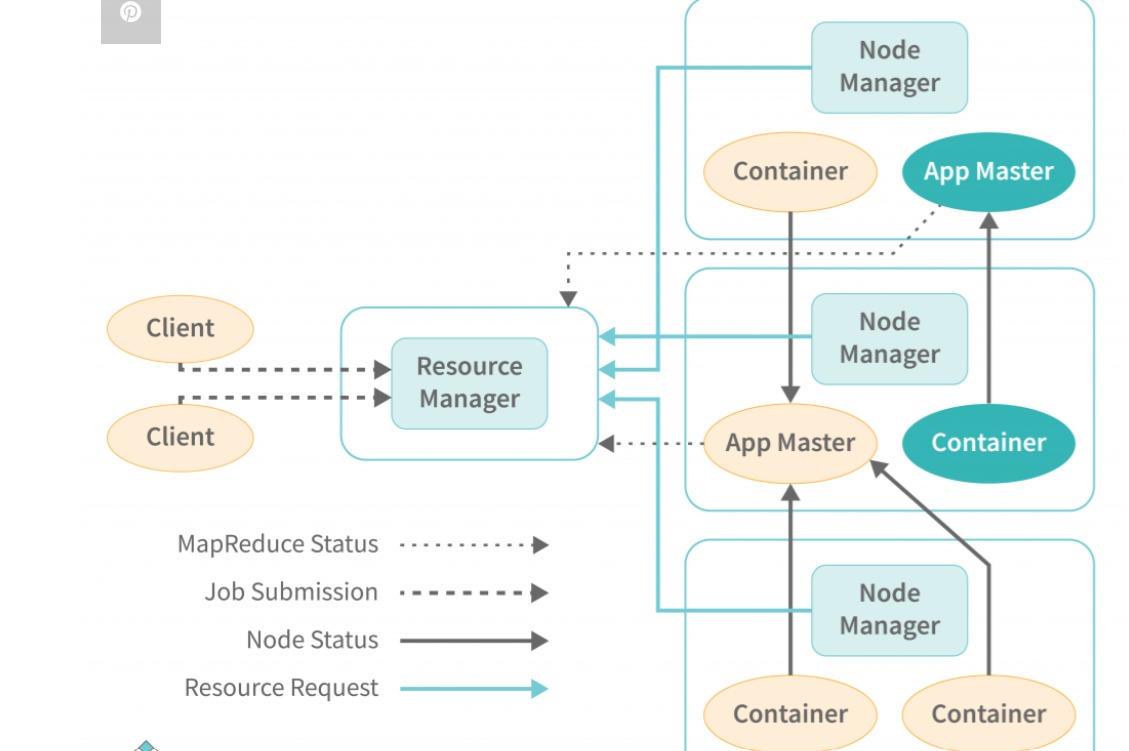 Node
Manager
Container
App Master
Client
Resource
Manager
Node
Manager
Client
App Master
Container
MapReduce Status
Job Submission
Node Status
Resource Request
Node
Manager
Container
Container